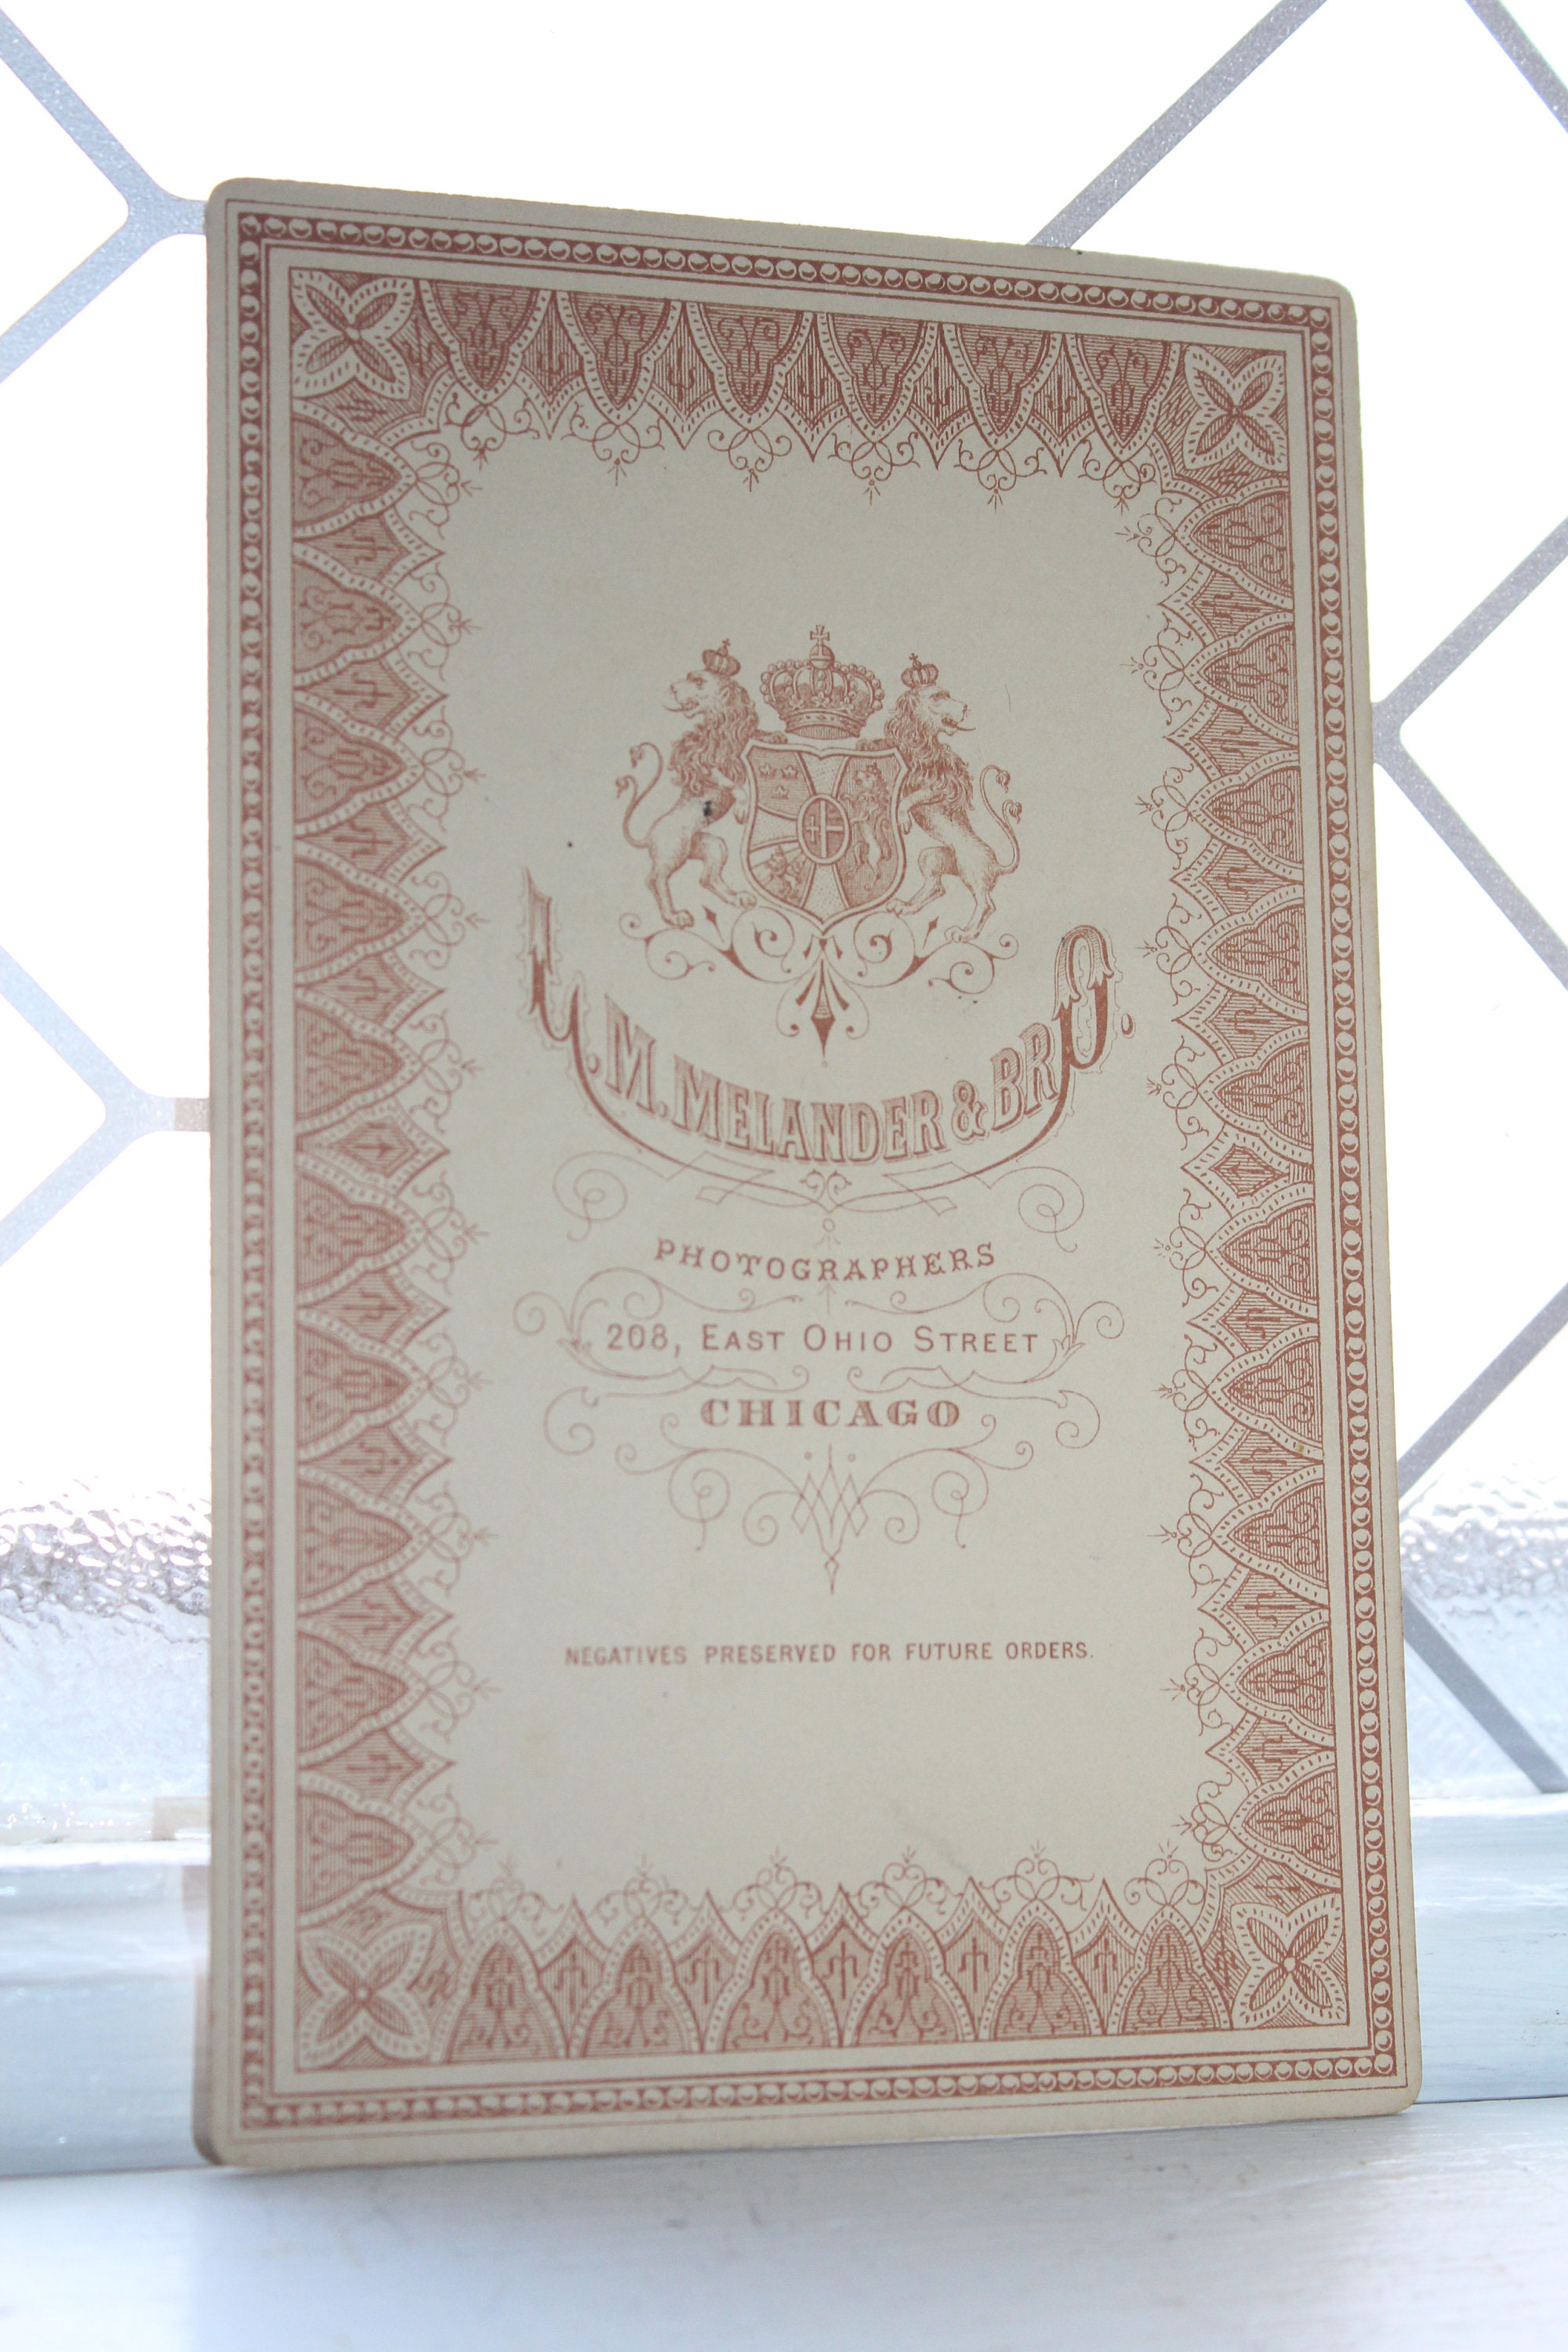 L. M. MELANDER & BRO.
PHOTOGRAPHERS
208, EAST OHIO STREET
CHICAGO
NEGATIVES PRESERVED FOR FUTURE ORDERS.